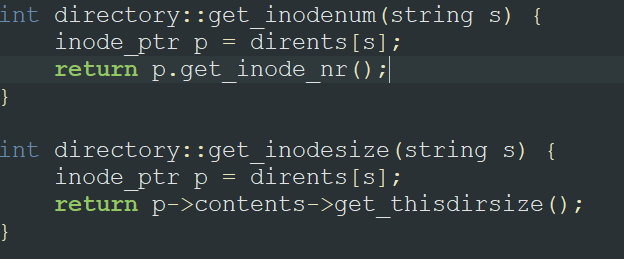 int directory::get_inodenum(string s) {
    inode_ptr p = dirents[s];
    return p.get_inode_nr();
}

int directory::get_inodesize(string s) {
    inode_ptr p = dirents[s];
    return p->contents->get_thisdirsize();
}